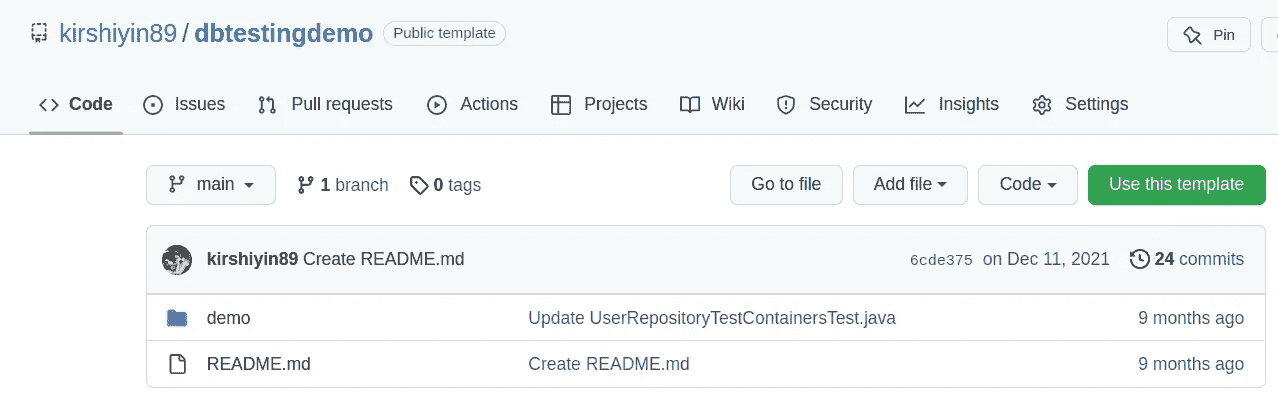 kirshiyin89 / dbtestingdemo Public template Pin
Code Issues Pull requests Actions Projects Wiki Security Insights Settings
main 1 branch 0 tags Go to file Add file Code Use this template
kirshiyin89 Create README.md 6cde375 on Dec 11, 2021 24 commits
demo Update UserRepositoryTestContainersTest.java 9 months ago
README.md Create README.md 9 months ago